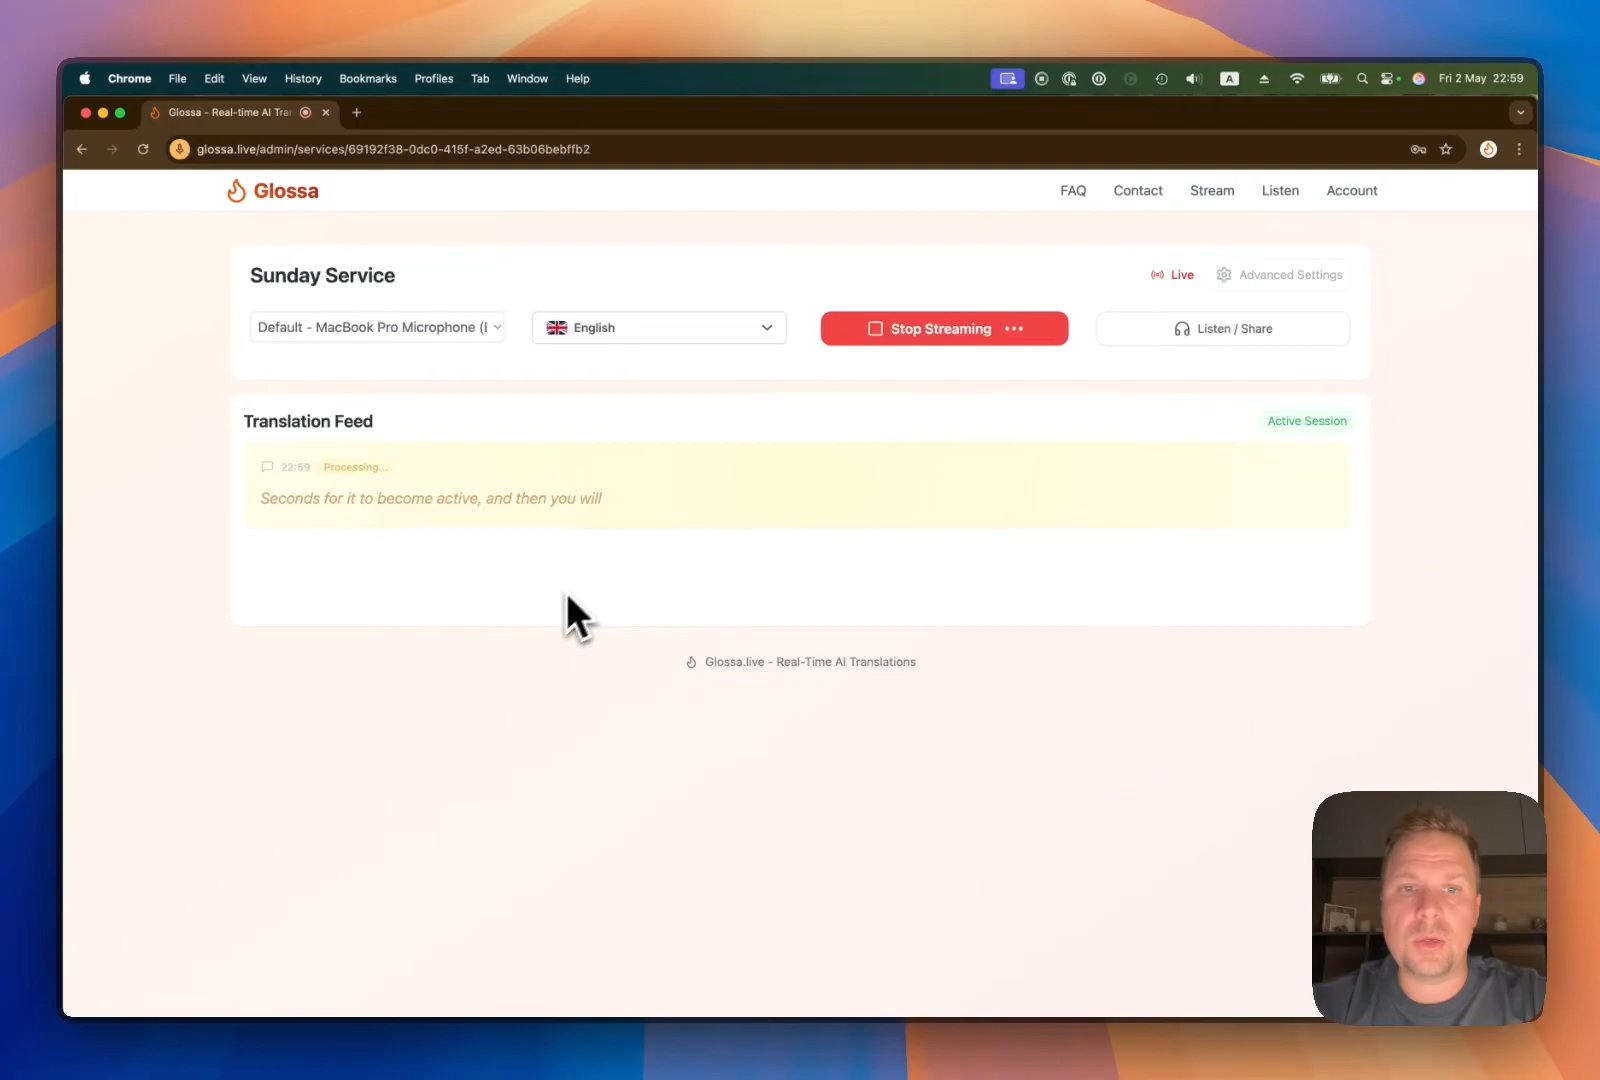 Chrome File Edit View History Bookmarks Profiles Tab Window Help A Fri 2 May 22:59
Glossa - Real-time AI Tran
glossa.live/admin/services/69192f38-0dc0-415f-a2ed-63b06bebffb2
Glossa FAQ Contact Stream Listen Account
Sunday Service Live Advanced Settings
Default - MacBook Pro Microphone ( English Stop Streaming ••• Listen / Share
Translation Feed Active Session
22:59 Processing...
Seconds for it to become active, and then you will
Glossa.live - Real-Time AI Translations